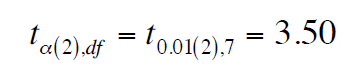 t_{α(2),df} = t_{0.01(2),7} = 3.50